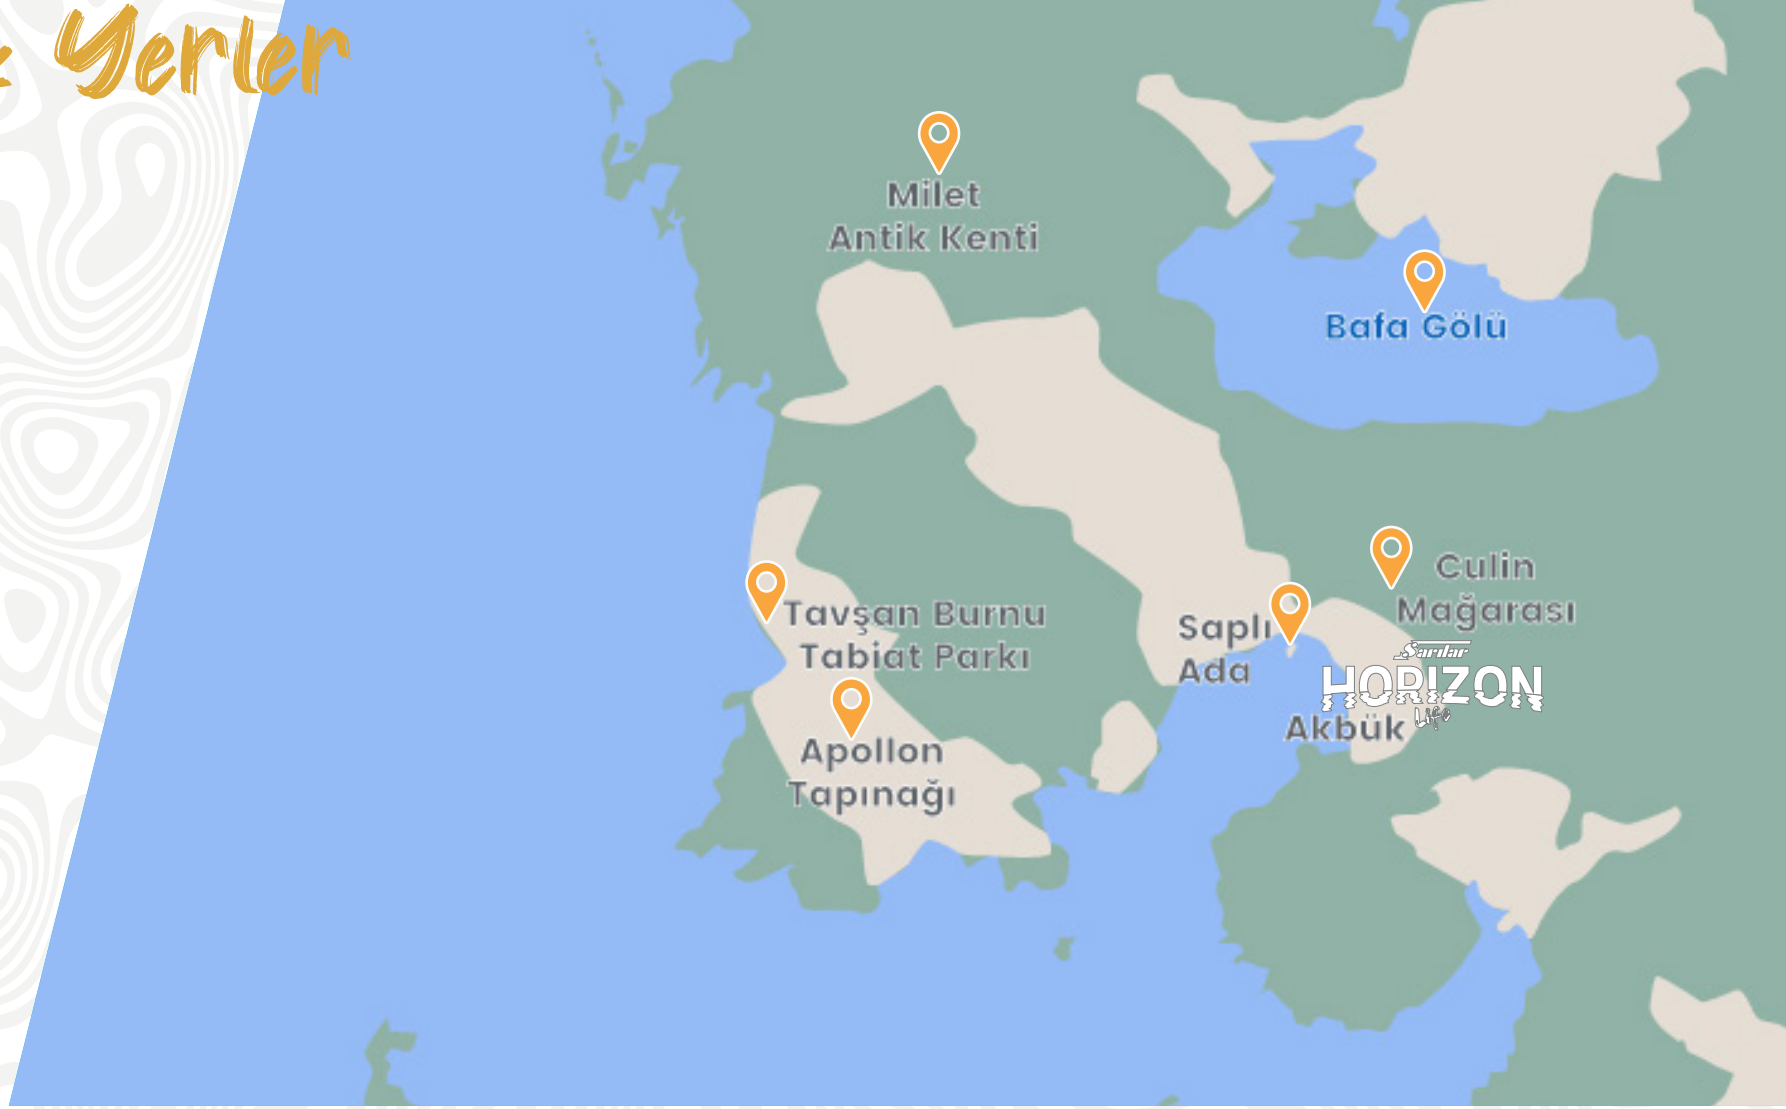 Yerler
Milet
Antik Kenti
Bafa Gölü
Culin
Mağarası
Tavşan Burnu
Tabiat Parkı
Saplı
Ada
Sarılar
HORIZON
Life
Akbük
Apollon
Tapınağı